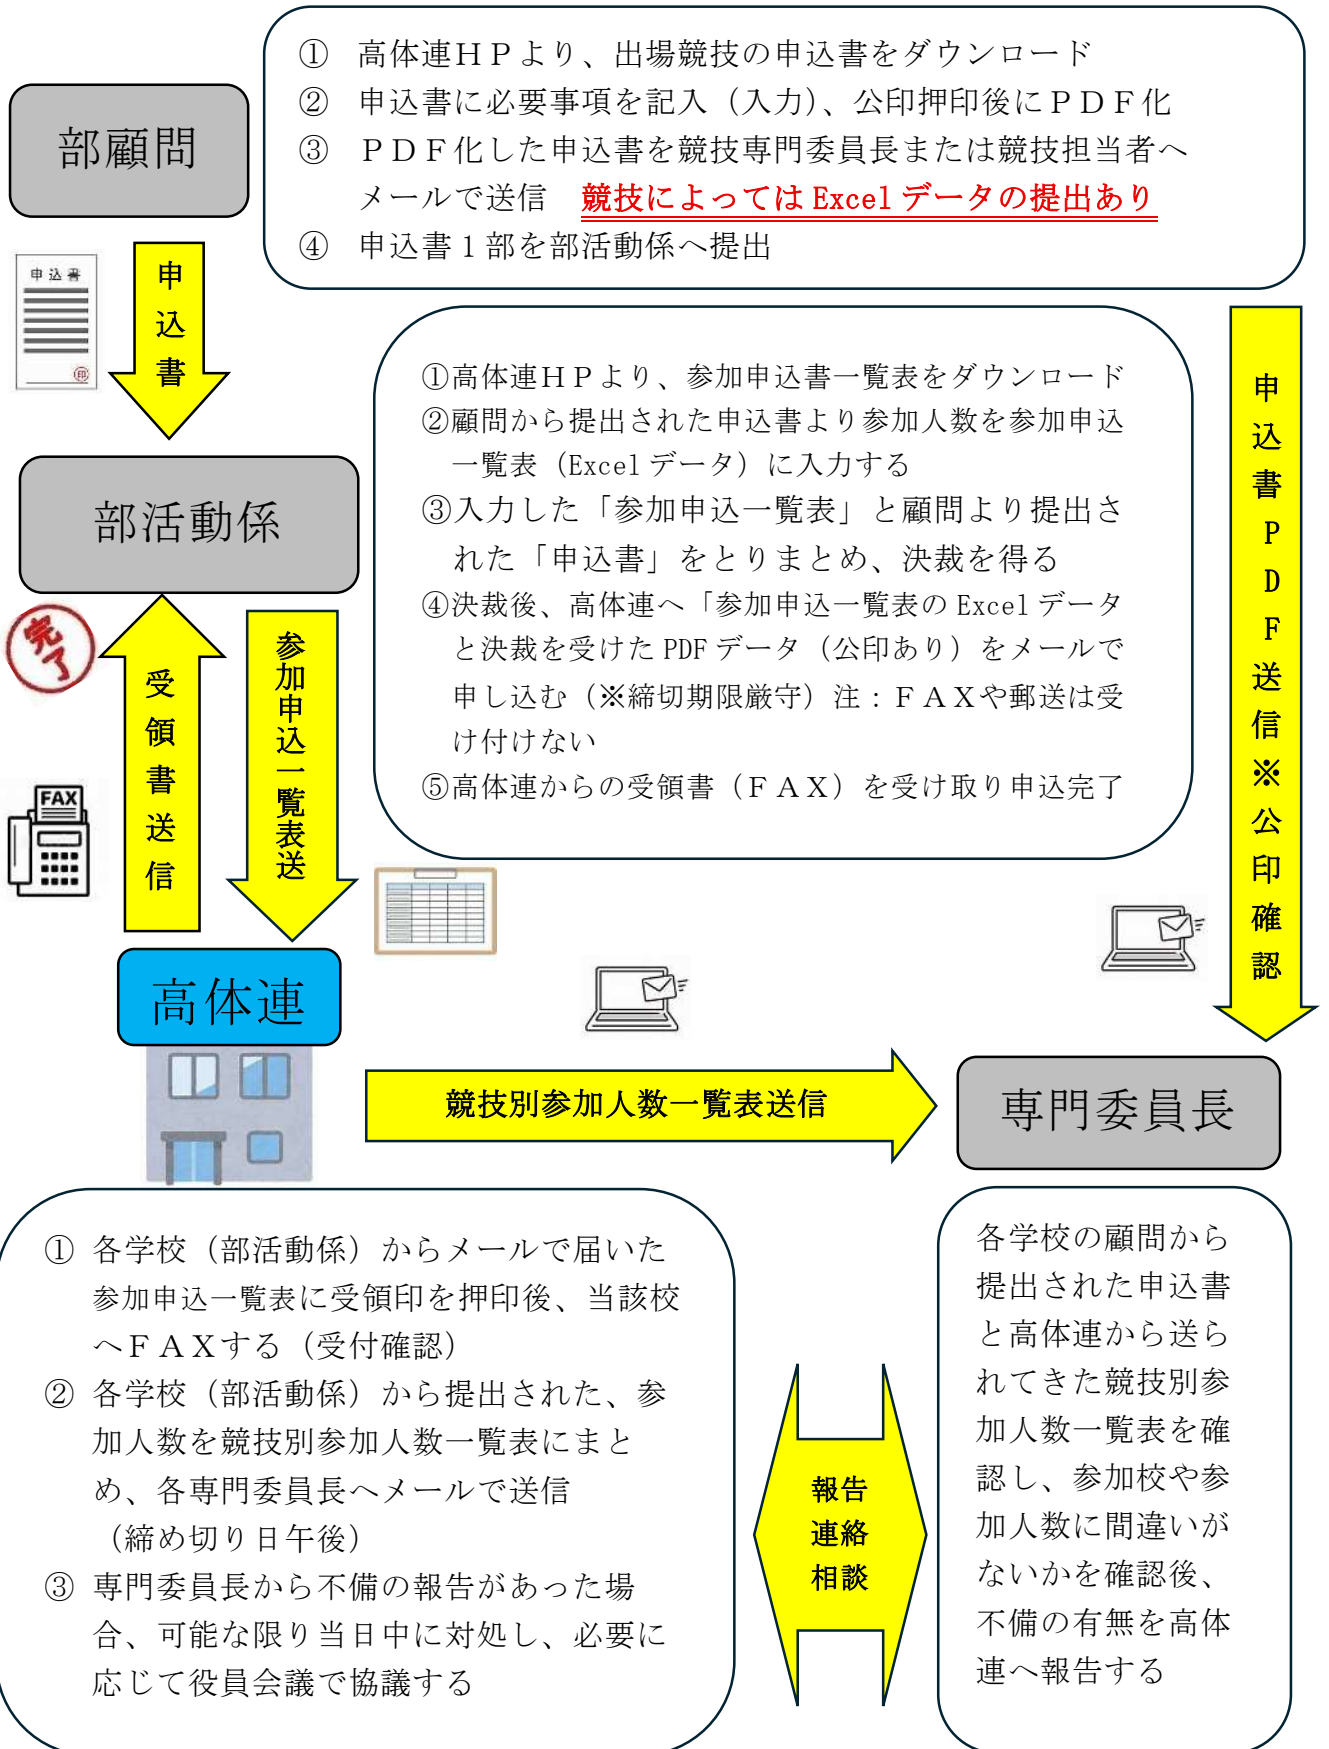 ① 高体連ＨＰより、出場競技の申込書をダウンロード
② 申込書に必要事項を記入（入力）、公印押印後にＰＤＦ化
③ ＰＤＦ化した申込書を競技専門委員長または競技担当者へ
メールで送信 競技によっては Excel データの提出あり
④ 申込書１部を部活動係へ提出
部顧問
申込書
㊞
申込書
①高体連ＨＰより、参加申込書一覧表をダウンロード
②顧問から提出された申込書より参加人数を参加申込
一覧表（Excel データ）に入力する
③入力した「参加申込一覧表」と顧問より提出さ
れた「申込書」をとりまとめ、決裁を得る
④決裁後、高体連へ「参加申込一覧表の Excel データ
と決裁を受けた PDF データ（公印あり）をメールで
申し込む（※締切期限厳守）注：ＦＡＸや郵送は受
け付けない
⑤高体連からの受領書（ＦＡＸ）を受け取り申込完了
申込書ＰＤＦ送信※公印確認
部活動係
完了
受領書送信
参加申込一覧表送
FAX
高体連
競技別参加人数一覧表送信
専門委員長
① 各学校（部活動係）からメールで届いた
参加申込一覧表に受領印を押印後、当該校
へＦＡＸする（受付確認）
② 各学校（部活動係）から提出された、参
加人数を競技別参加人数一覧表にまと
め、各専門委員長へメールで送信
（締め切り日午後）
③ 専門委員長から不備の報告があった場
合、可能な限り当日中に対処し、必要に
応じて役員会議で協議する
報告
連絡
相談
各学校の顧問から
提出された申込書
と高体連から送ら
れてきた競技別参
加人数一覧表を確
認し、参加校や参
加人数に間違いが
ないかを確認後、
不備の有無を高体
連へ報告する